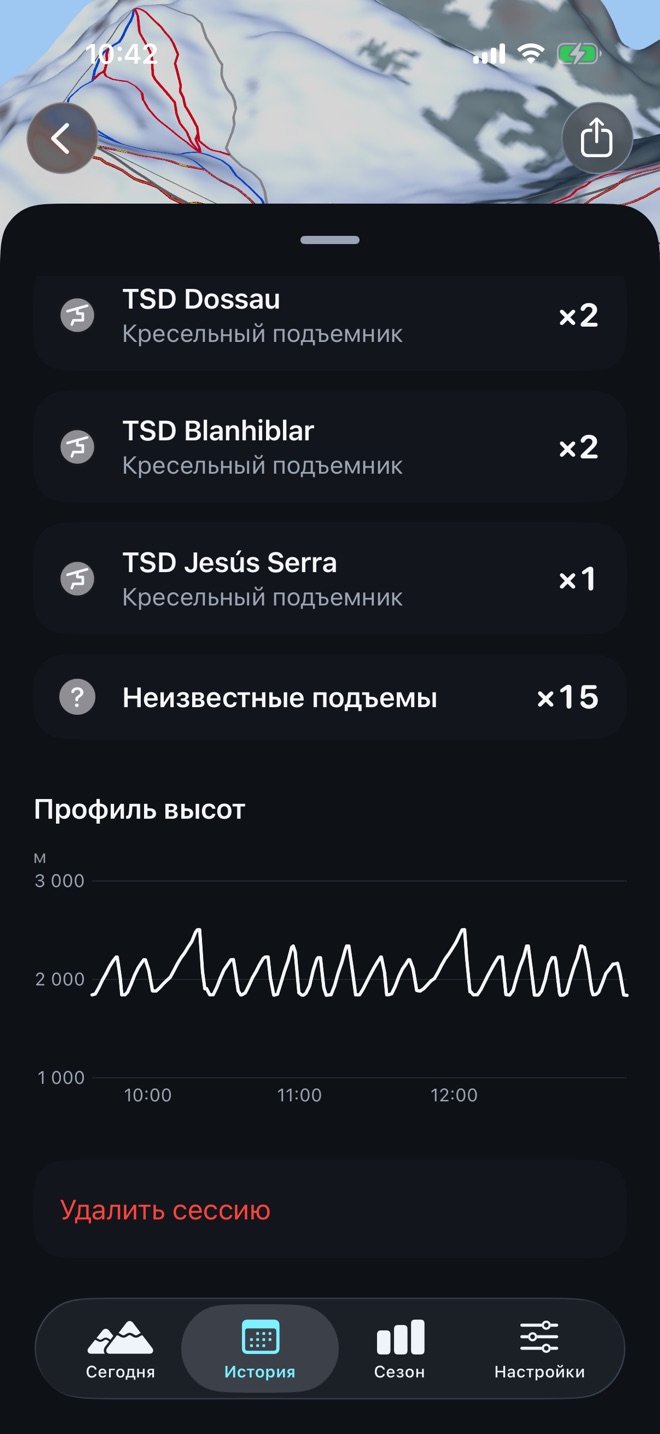 10:42
TSD Dossau
Кресельный подъемник
×2
TSD Blanhiblar
Кресельный подъемник
×2
TSD Jesús Serra
Кресельный подъемник
×1
?
Неизвестные подъемы
×15
Профиль высот
м
3 000
2 000
1 000
10:00
11:00
12:00
Удалить сессию
Сегодня
История
Сезон
Настройки